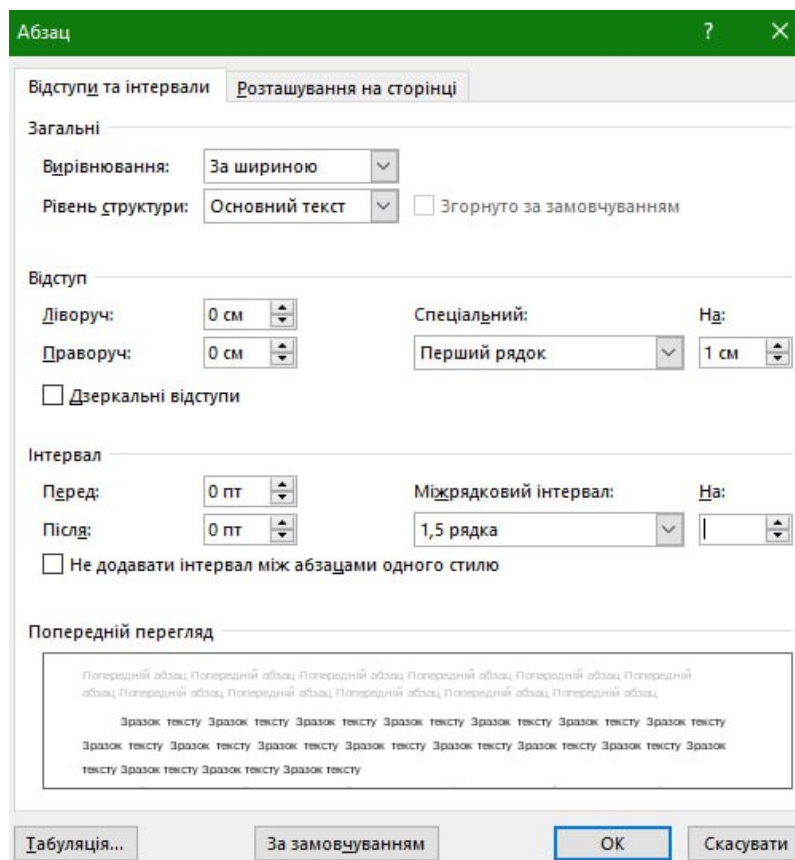 Абзац ?
Відступи та інтервали Розташування на сторінці
Загальні
Вирівнювання: За шириною
Рівень структури: Основний текст Згорнуто за замовчуванням
Відступ
Ліворуч: 0 см Спеціальний: На:
Праворуч: 0 см Перший рядок 1 см
Дзеркальні відступи
Інтервал
Перед: 0 пт Міжрядковий інтервал: На:
Після: 0 пт 1,5 рядка
Не додавати інтервал між абзацами одного стилю
Попередній перегляд
Попередній абзац Попередній абзац Попередній абзац Попередній абзац Попередній абзац Попередній
абзац Попередній абзац Попередній абзац Попередній абзац Попередній абзац Попередній абзац
Зразок тексту Зразок тексту Зразок тексту Зразок тексту Зразок тексту Зразок тексту Зразок тексту
Зразок тексту Зразок тексту Зразок тексту Зразок тексту Зразок тексту Зразок тексту Зразок
тексту Зразок тексту Зразок тексту Зразок тексту
Табуляція... За замовчуванням ОК Скасувати